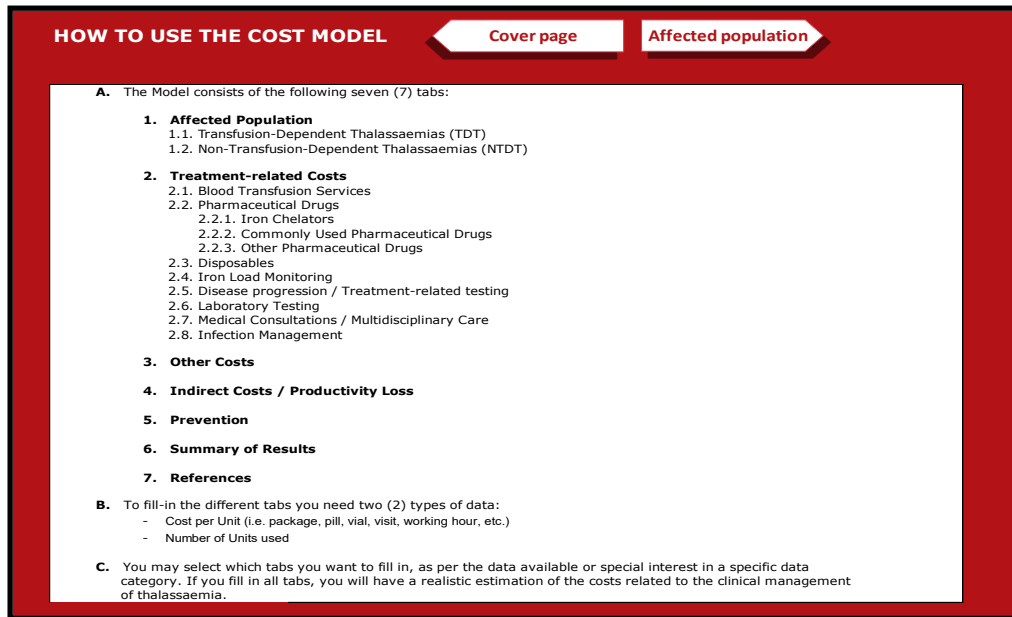 HOW TO USE THE COST MODEL
Cover page
Affected population
A. The Model consists of the following seven (7) tabs:
1. Affected Population
1.1. Transfusion-Dependent Thalassaemias (TDT)
1.2. Non-Transfusion-Dependent Thalassaemias (NTDT)
2. Treatment-related Costs
2.1. Blood Transfusion Services
2.2. Pharmaceutical Drugs
2.2.1. Iron Chelators
2.2.2. Commonly Used Pharmaceutical Drugs
2.2.3. Other Pharmaceutical Drugs
2.3. Disposables
2.4. Iron Load Monitoring
2.5. Disease progression / Treatment-related testing
2.6. Laboratory Testing
2.7. Medical Consultations / Multidisciplinary Care
2.8. Infection Management
3. Other Costs
4. Indirect Costs / Productivity Loss
5. Prevention
6. Summary of Results
7. References
B. To fill-in the different tabs you need two (2) types of data:
- Cost per Unit (i.e. package, pill, vial, visit, working hour, etc.)
- Number of Units used
C. You may select which tabs you want to fill in, as per the data available or special interest in a specific data
category. If you fill in all tabs, you will have a realistic estimation of the costs related to the clinical management
of thalassaemia.